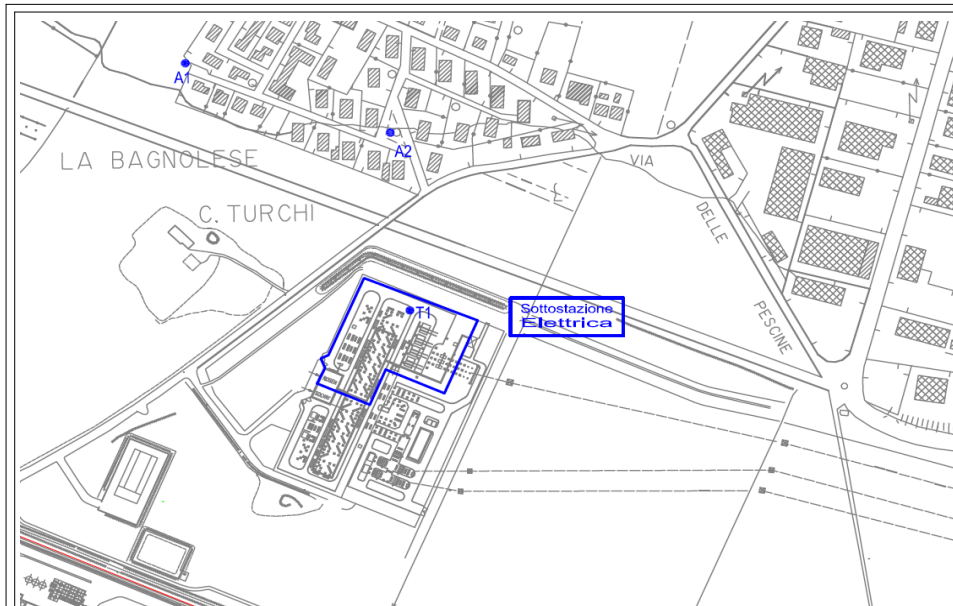 A1
A2
LA BAGNOLESE
VIA
DELLE
PESCINE
C. TURCHI
T1
Sottostazione
Elettrica